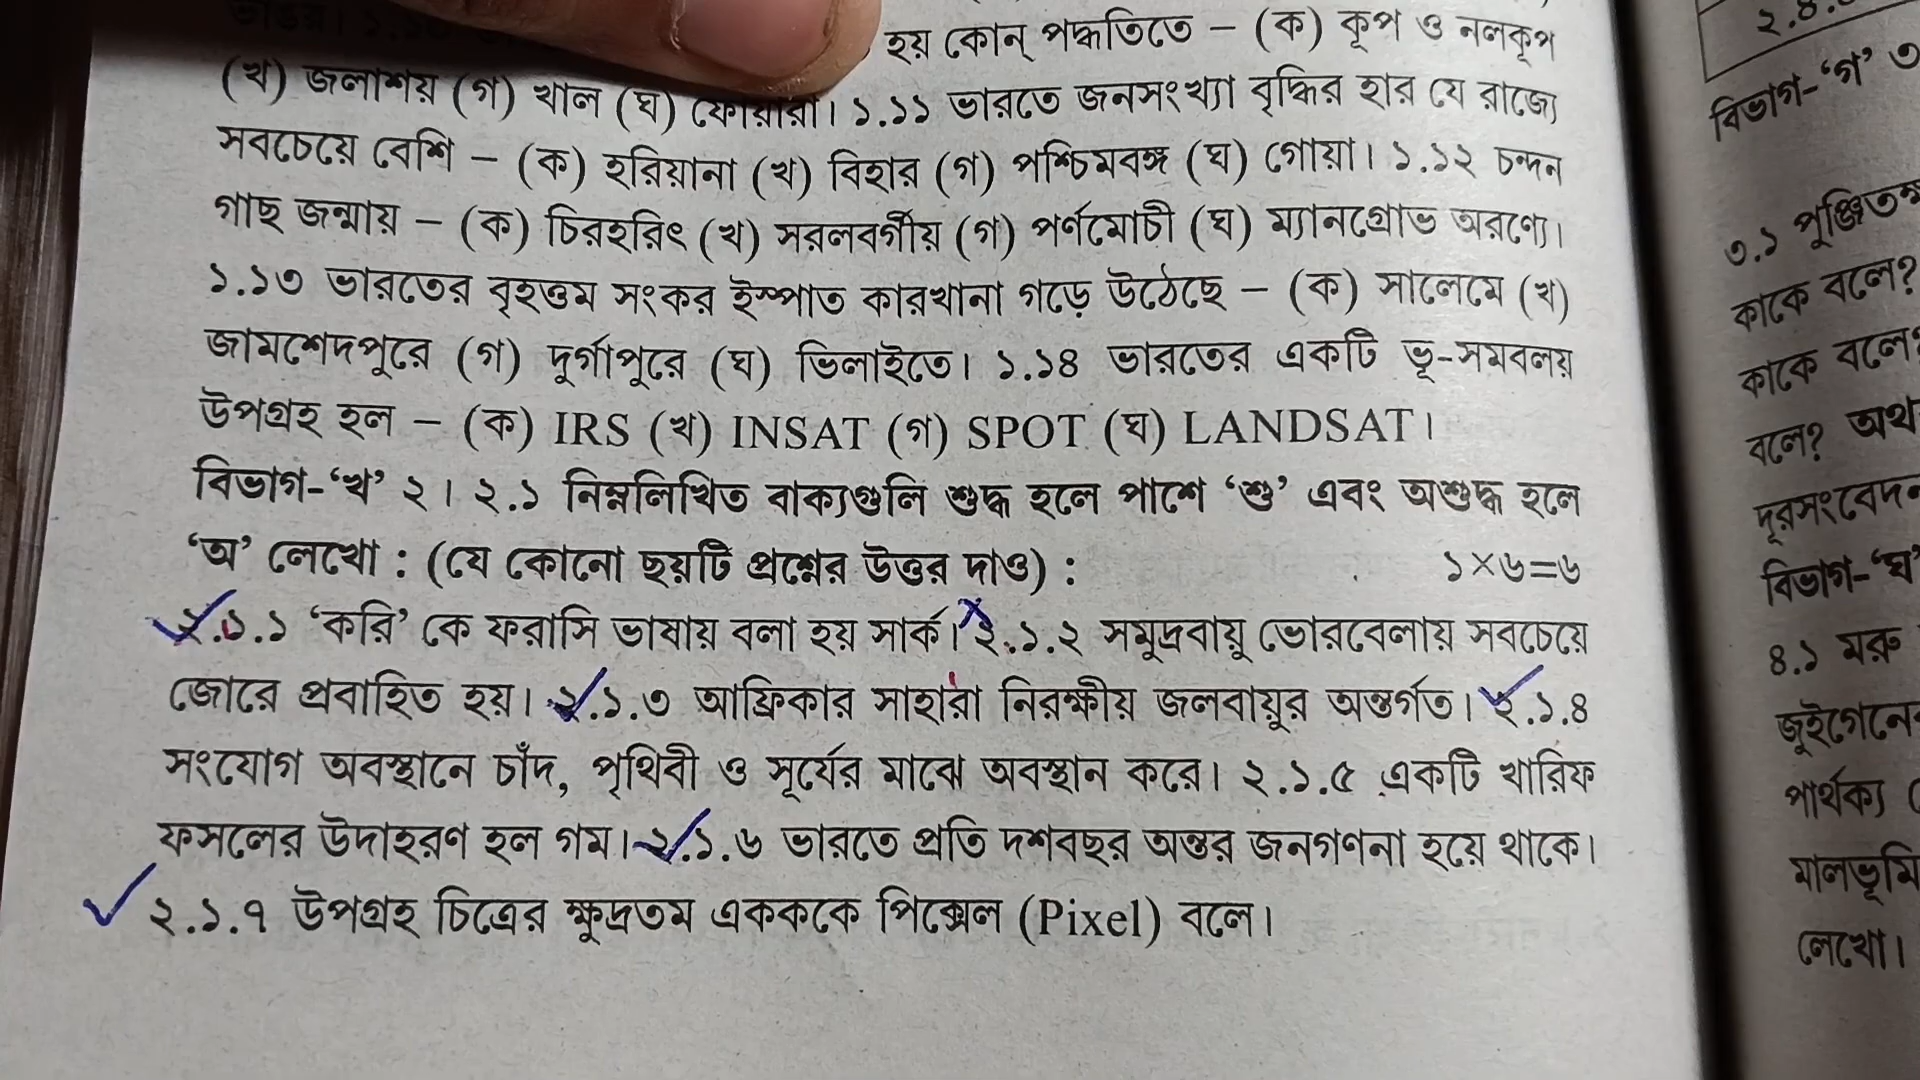 হয় কোন্ পদ্ধতিতে – (ক) কূপ ও নলকূপ
(খ) জলাশয় (গ) খাল (ঘ) ফোয়ারা। ১.১১ ভারতে জনসংখ্যা বৃদ্ধির হার যে রাজ্যে
সবচেয়ে বেশি – (ক) হরিয়ানা (খ) বিহার (গ) পশ্চিমবঙ্গ (ঘ) গোয়া। ১.১২ চন্দন
গাছ জন্মায় – (ক) চিরহরিৎ (খ) সরলবর্গীয় (গ) পর্ণমোচী (ঘ) ম্যানগ্রোভ অরণ্যে।
১.১৩ ভারতের বৃহত্তম সংকর ইস্পাত কারখানা গড়ে উঠেছে – (ক) সালেমে (খ)
জামশেদপুরে (গ) দুর্গাপুরে (ঘ) ভিলাইতে। ১.১৪ ভারতের একটি ভূ-সমবলয়
উপগ্রহ হল – (ক) IRS (খ) INSAT (গ) SPOT (ঘ) LANDSAT।
বিভাগ-‘খ’ ২। ২.১ নিম্নলিখিত বাক্যগুলি শুদ্ধ হলে পাশে ‘শু’ এবং অশুদ্ধ হলে
‘অ’ লেখো : (যে কোনো ছয়টি প্রশ্নের উত্তর দাও) : ১×৬=৬
২.১.১ ‘করি’ কে ফরাসি ভাষায় বলা হয় সার্ক। ২.১.২ সমুদ্রবায়ু ভোরবেলায় সবচেয়ে
জোরে প্রবাহিত হয়। ২.১.৩ আফ্রিকার সাহারা নিরক্ষীয় জলবায়ুর অন্তর্গত। ২.১.৪
সংযোগ অবস্থানে চাঁদ, পৃথিবী ও সূর্যের মাঝে অবস্থান করে। ২.১.৫ একটি খারিফ
ফসলের উদাহরণ হল গম। ২.১.৬ ভারতে প্রতি দশবছর অন্তর জনগণনা হয়ে থাকে।
২.১.৭ উপগ্রহ চিত্রের ক্ষুদ্রতম একককে পিক্সেল (Pixel) বলে।
২.৪.
বিভাগ-‘গ’ ৩
৩.১
কাকে বলে?
কাকে বলে?
বলে? অথ
বিভাগ-‘ঘ’
৪.১ মরু
পার্থক্য
লেখো।